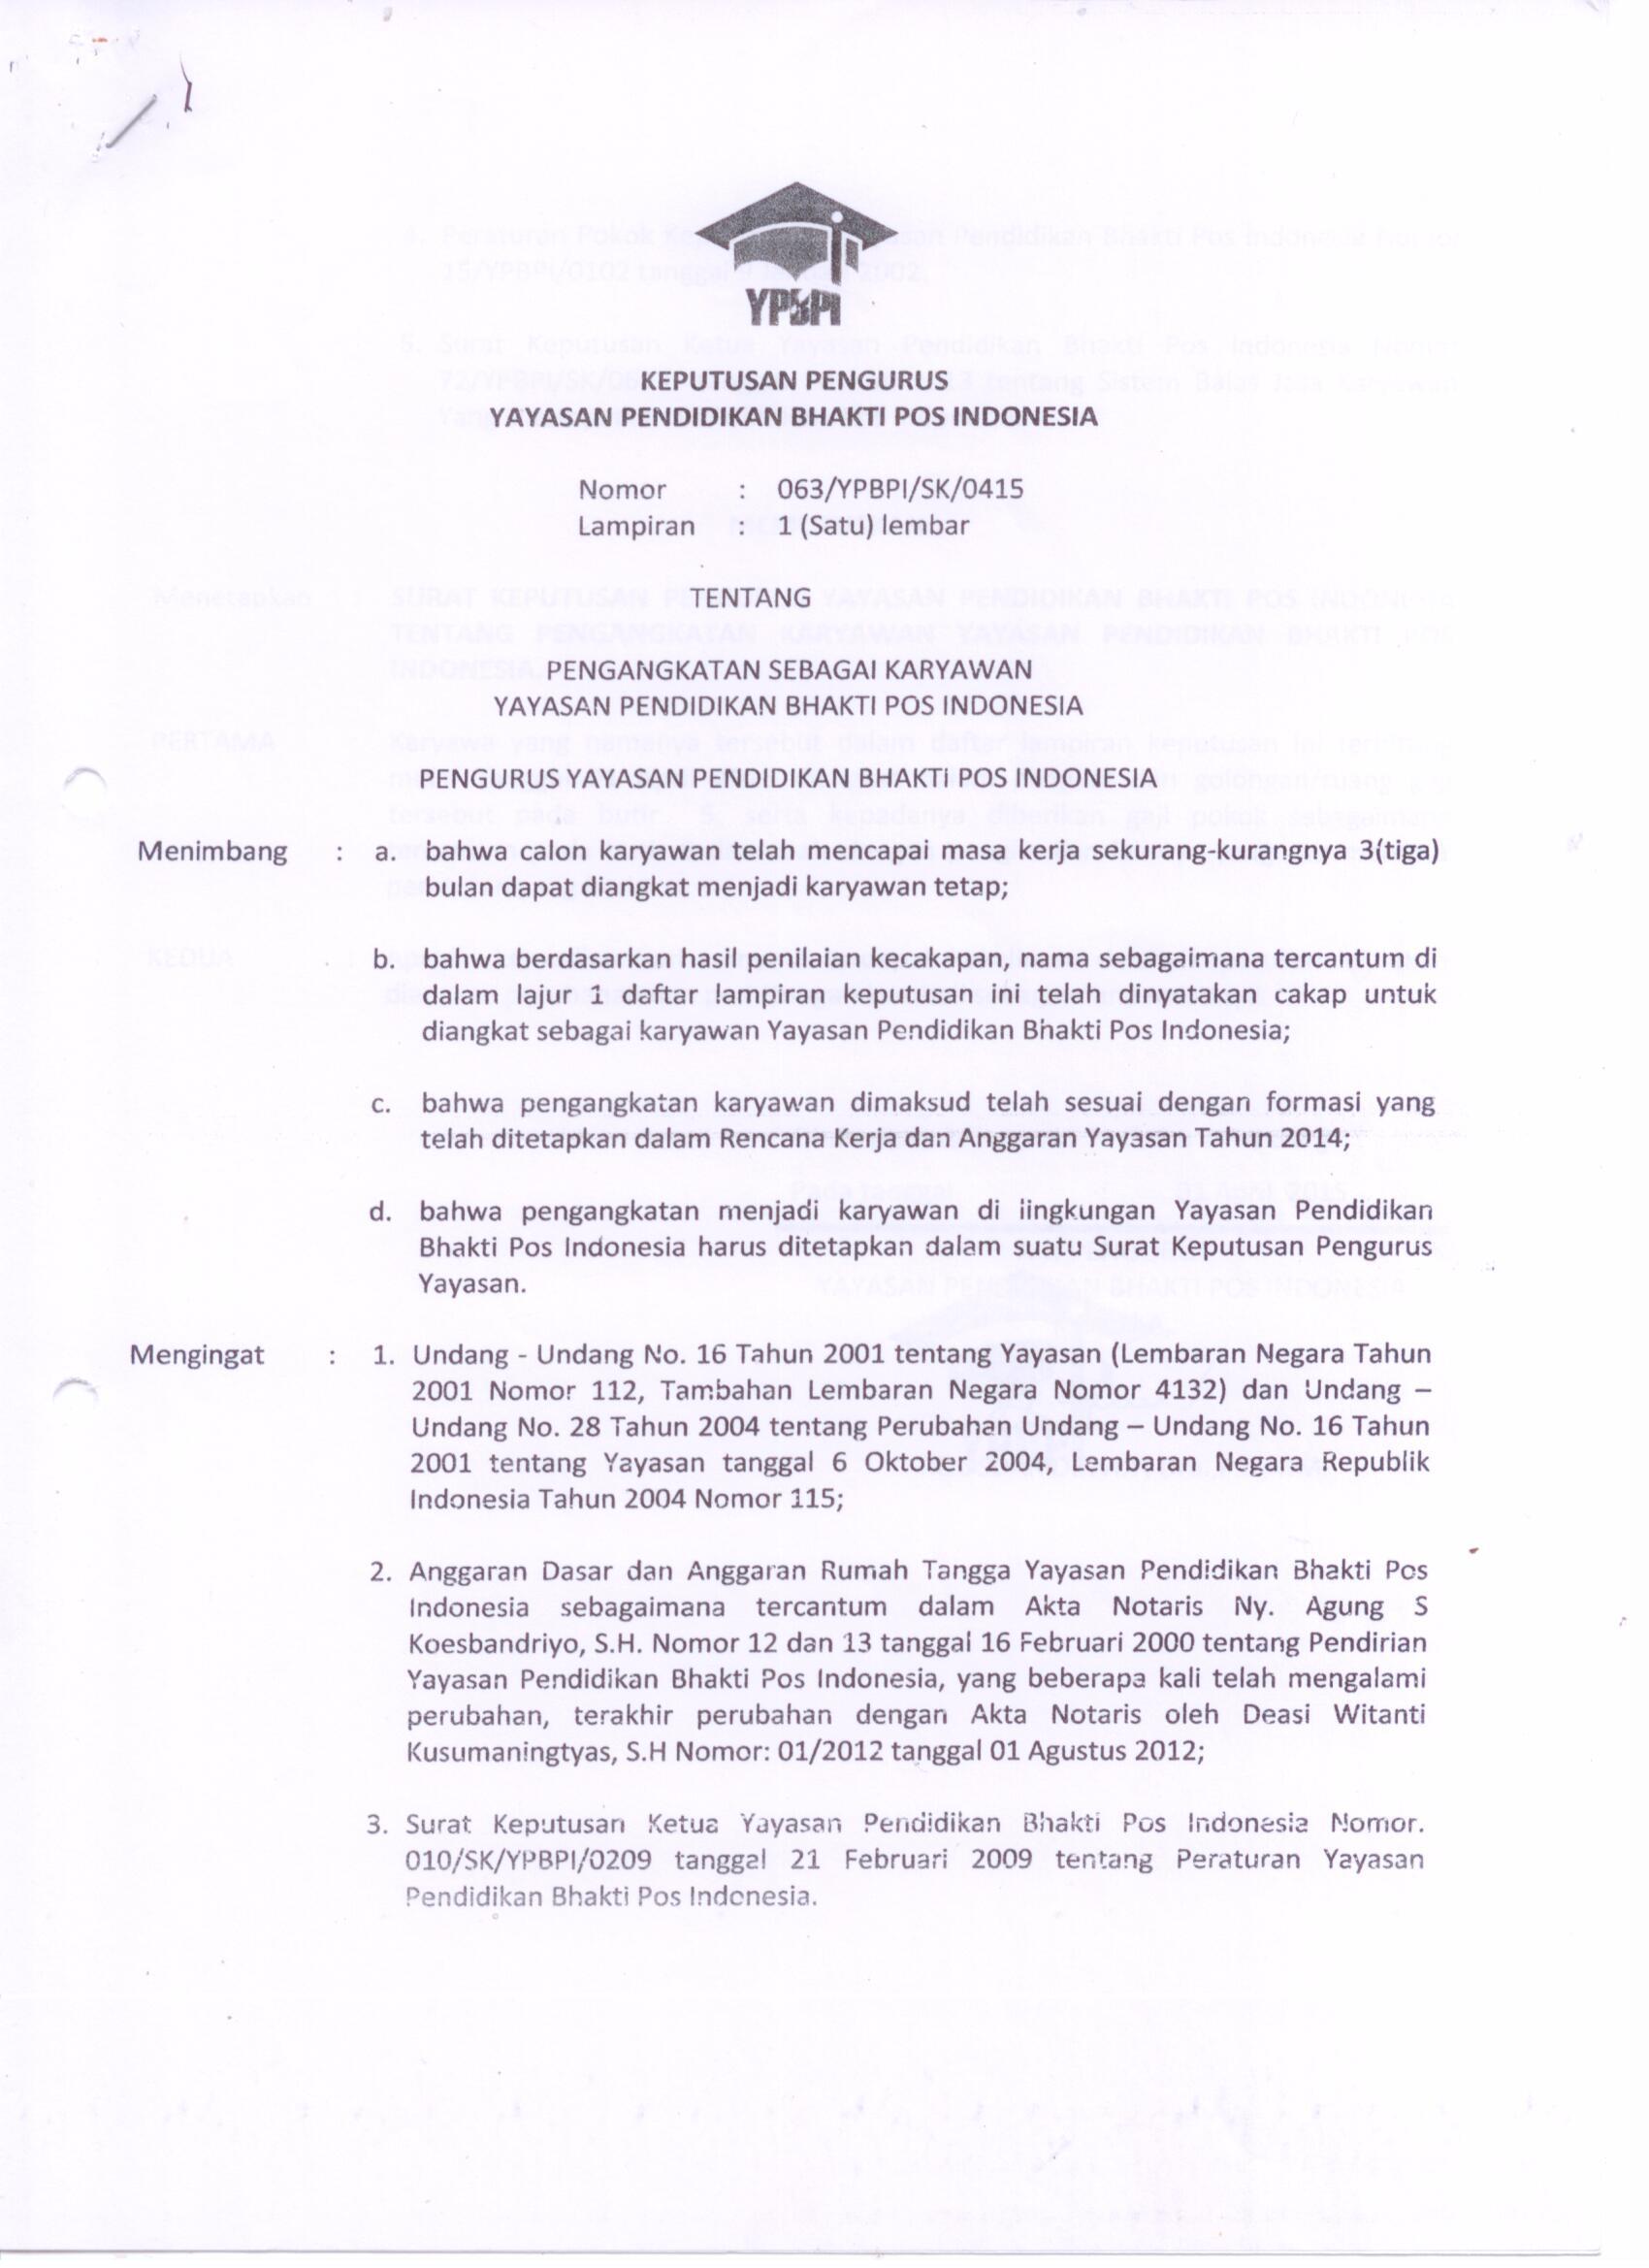 YPBPI
KEPUTUSAN PENGURUS
YAYASAN PENDIDIKAN BHAKTI POS INDONESIA
Nomor : 063/YPBPI/SK/0415
Lampiran : 1 (Satu) lembar
TENTANG
PENGANGKATAN SEBAGAI KARYAWAN
YAYASAN PENDIDIKAN BHAKTI POS INDONESIA
PENGURUS YAYASAN PENDIDIKAN BHAKTI POS INDONESIA
Menimbang : a. bahwa calon karyawan telah mencapai masa kerja sekurang-kurangnya 3(tiga)
bulan dapat diangkat menjadi karyawan tetap;
b. bahwa berdasarkan hasil penilaian kecakapan, nama sebagaimana tercantum di
dalam lajur 1 daftar lampiran keputusan ini telah dinyatakan cakap untuk
diangkat sebagai karyawan Yayasan Pendidikan Bhakti Pos Indonesia;
c. bahwa pengangkatan karyawan dimaksud telah sesuai dengan formasi yang
telah ditetapkan dalam Rencana Kerja dan Anggaran Yayasan Tahun 2014;
d. bahwa pengangkatan menjadi karyawan di lingkungan Yayasan Pendidikan
Bhakti Pos Indonesia harus ditetapkan dalam suatu Surat Keputusan Pengurus
Yayasan.
Mengingat : 1. Undang - Undang No. 16 Tahun 2001 tentang Yayasan (Lembaran Negara Tahun
2001 Nomor 112, Tambahan Lembaran Negara Nomor 4132) dan Undang –
Undang No. 28 Tahun 2004 tentang Perubahan Undang – Undang No. 16 Tahun
2001 tentang Yayasan tanggal 6 Oktober 2004, Lembaran Negara Republik
Indonesia Tahun 2004 Nomor 115;
2. Anggaran Dasar dan Anggaran Rumah Tangga Yayasan Pendidikan Bhakti Pos
Indonesia sebagaimana tercantum dalam Akta Notaris Ny. Agung S
Koesbandriyo, S.H. Nomor 12 dan 13 tanggal 16 Februari 2000 tentang Pendirian
Yayasan Pendidikan Bhakti Pos Indonesia, yang beberapa kali telah mengalami
perubahan, terakhir perubahan dengan Akta Notaris oleh Deasi Witanti
Kusumaningtyas, S.H Nomor: 01/2012 tanggal 01 Agustus 2012;
3. Surat Keputusan Ketua Yayasan Pendidikan Bhakti Pos Indonesia Nomor.
010/SK/YPBPI/0209 tanggal 21 Februari 2009 tentang Peraturan Yayasan
Pendidikan Bhakti Pos Indonesia.